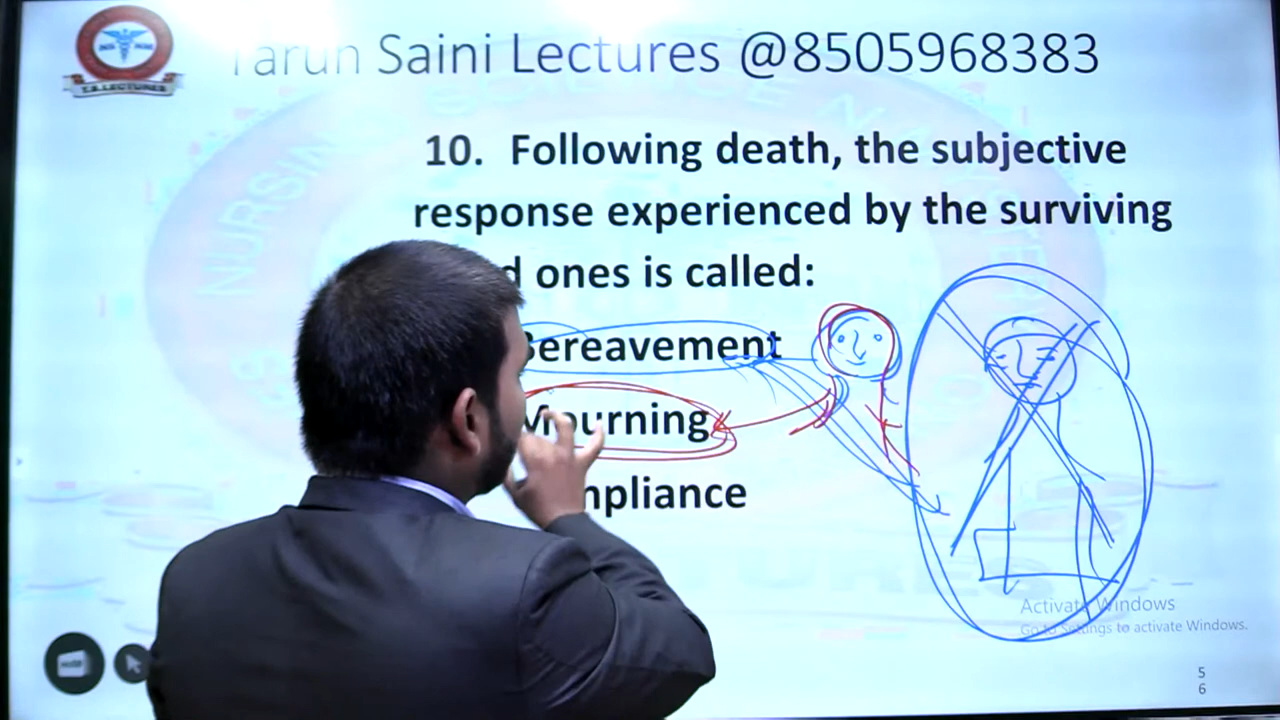 Tarun Saini Lectures @8505968383
T.S.LECTURES
10. Following death, the subjective
response experienced by the surviving
ones is called:
Bereavement
Mourning
Activate Windows
Go to Settings to activate Windows.
5
6